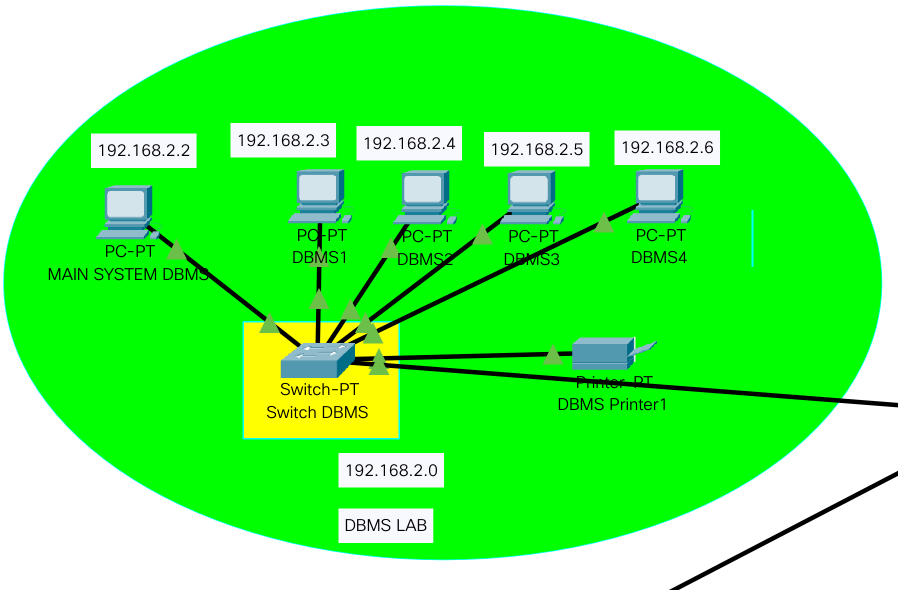 192.168.2.2
192.168.2.3
192.168.2.4
192.168.2.5
192.168.2.6
PC-PT
MAIN SYSTEM DBMS
PC-PT
DBMS1
PC-PT
DBMS2
PC-PT
DBMS3
PC-PT
DBMS4
Switch-PT
Switch DBMS
Printer-PT
DBMS Printer1
192.168.2.0
DBMS LAB